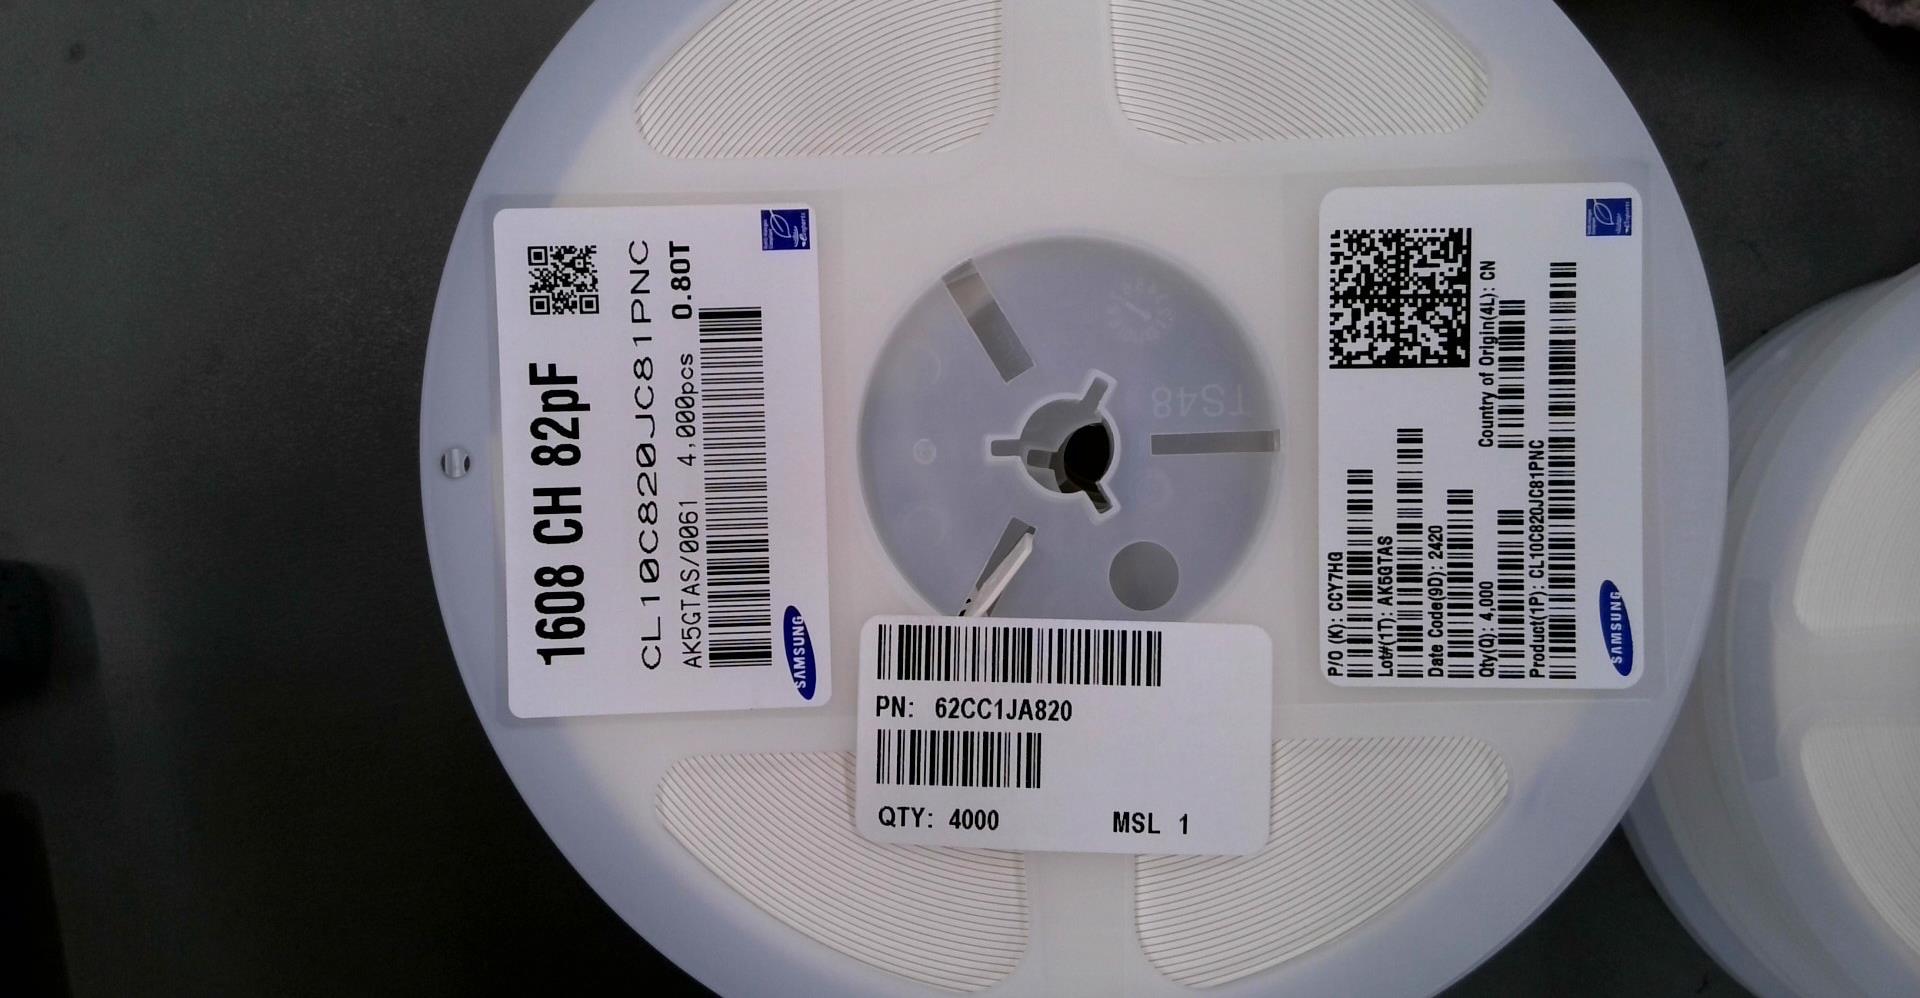 1608 CH 82pF
CL10C820JC81PNC
AK5GTAS/0061 4,000pcs 0.80T
SAMSUNG
TS48
PN: 62CC1JA820
QTY: 4000 MSL 1
P/O (K): CCY7HG
Lot#(1T): AK5GTAS
Date Code(9D): 2420
Qty(Q): 4,000 Country of Origin(4L): CN
Product(1P): CL10C820JC81PNC
SAMSUNG